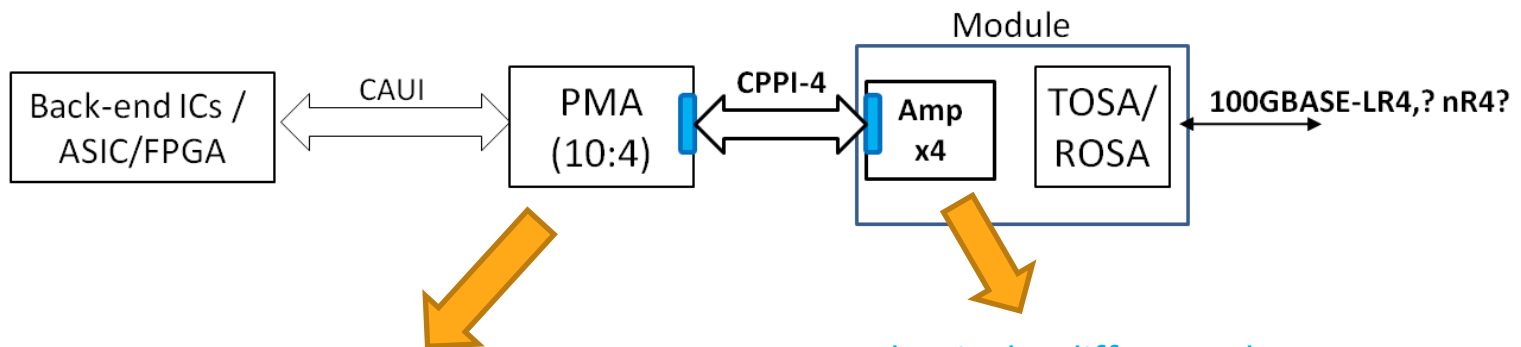 Module
Back-end ICs /
ASIC/FPGA
CAUI
PMA
(10:4)
CPPI-4
Amp
x4
TOSA/
ROSA
100GBASE-LR4,? nR4?